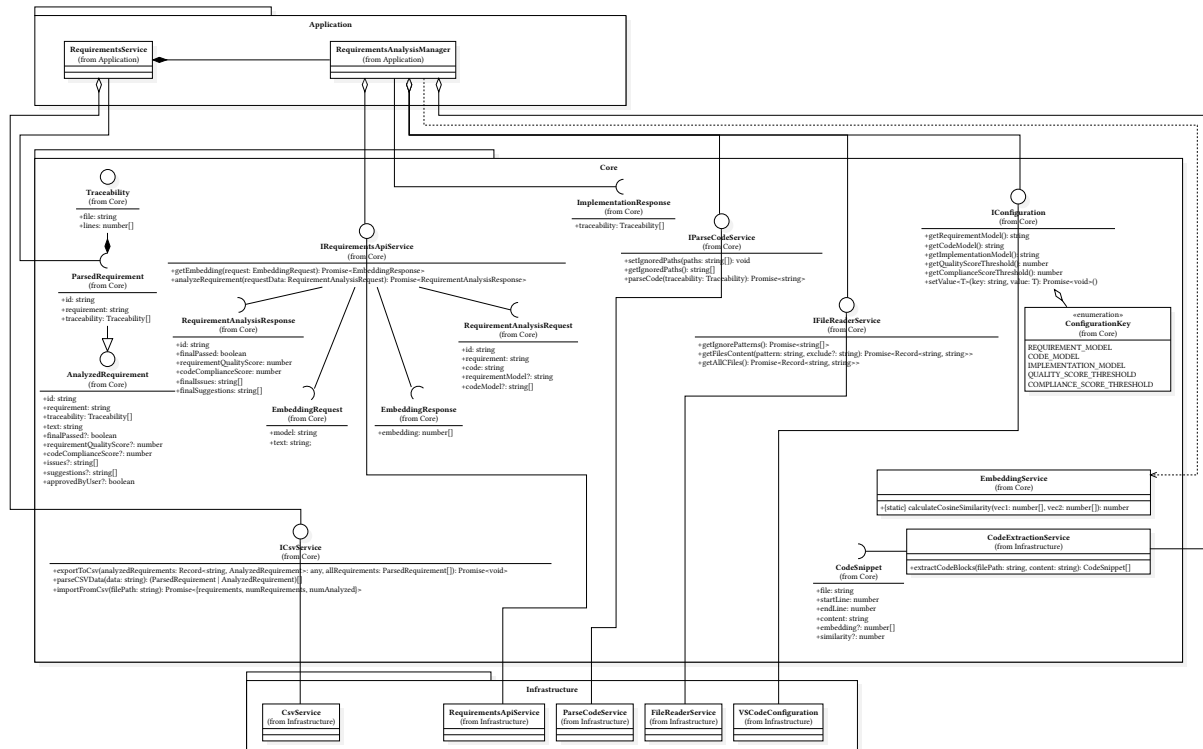 Application
RequirementsService
(from Application)
RequirementsAnalysisManager
(from Application)
Core
Traceability
(from Core)
+file: string
+lines: number[]
ParsedRequirement
(from Core)
+id: string
+requirement: string
+traceability: Traceability[]
AnalyzedRequirement
(from Core)
+id: string
+requirement: string
+traceability: Traceability[]
+text: string
+finalPassed?: boolean
+requirementQualityScore?: number
+codeComplianceScore?: number
+issues?: string[]
+suggestions?: string[]
+approvedByUser?: boolean
IRequirementsApiService
(from Core)
+getEmbedding(request: EmbeddingRequest): Promise<EmbeddingResponse>
+analyzeRequirement(requestData: RequirementAnalysisRequest): Promise<RequirementAnalysisResponse>
RequirementAnalysisResponse
(from Core)
+id: string
+finalPassed: boolean
+requirementQualityScore: number
+codeComplianceScore: number
+finalIssues: string[]
+finalSuggestions: string[]
EmbeddingRequest
(from Core)
+model: string
+text: string;
EmbeddingResponse
(from Core)
+embedding: number[]
RequirementAnalysisRequest
(from Core)
+id: string
+requirement: string
+code: string
+requirementModel?: string
+codeModel?: string
ImplementationResponse
(from Core)
+traceability: Traceability[]
IParseCodeService
(from Core)
+setIgnoredPaths(paths: string[]): void
+getIgnoredPaths(): string[]
+parseCode(traceability: Traceability): Promise<string>
IFileReaderService
(from Core)
+getIgnorePatterns(): Promise<string[]>
+getFilesContent(pattern: string, exclude?: string): Promise<Record<string, string>>
+getAllCFiles(): Promise<Record<string, string>>
IConfiguration
(from Core)
+getRequirementModel(): string
+getCodeModel(): string
+getImplementationModel(): string
+getQualityScoreThreshold(): number
+getComplianceScoreThreshold(): number
+setValue<T>(key: string, value: T): Promise<void>()
«enumeration»
ConfigurationKey
(from Core)
REQUIREMENT_MODEL
CODE_MODEL
IMPLEMENTATION_MODEL
QUALITY_SCORE_THRESHOLD
COMPLIANCE_SCORE_THRESHOLD
EmbeddingService
(from Core)
+{static} calculateCosineSimilarity(vec1: number[], vec2: number[]): number
CodeExtractionService
(from Infrastructure)
+extractCodeBlocks(filePath: string, content: string): CodeSnippet[]
CodeSnippet
(from Core)
+file: string
+startLine: number
+endLine: number
+content: string
+embedding?: number[]
+similarity?: number
ICsvService
(from Core)
+exportToCsv(analyzedRequirements: Record<string, AnalyzedRequirement>: any, allRequirements: ParsedRequirement[]): Promise<void>
+parseCSVData(data: string): (ParsedRequirement | AnalyzedRequirement)[]
+importFromCsv(filePath: string): Promise<{requirements, numRequirements, numAnalyzed}>
Infrastructure
CsvService
(from Infrastructure)
RequirementsApiService
(from Infrastructure)
ParseCodeService
(from Infrastructure)
FileReaderService
(from Infrastructure)
VSCodeConfiguration
(from Infrastructure)